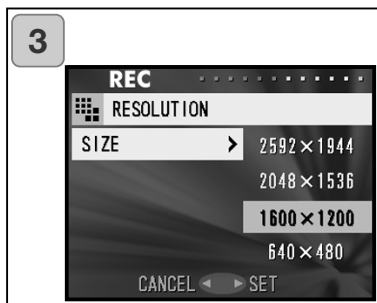 3
REC
RESOLUTION
SIZE > 2592×1944
2048×1536
1600×1200
640×480
CANCEL ◄ ► SET